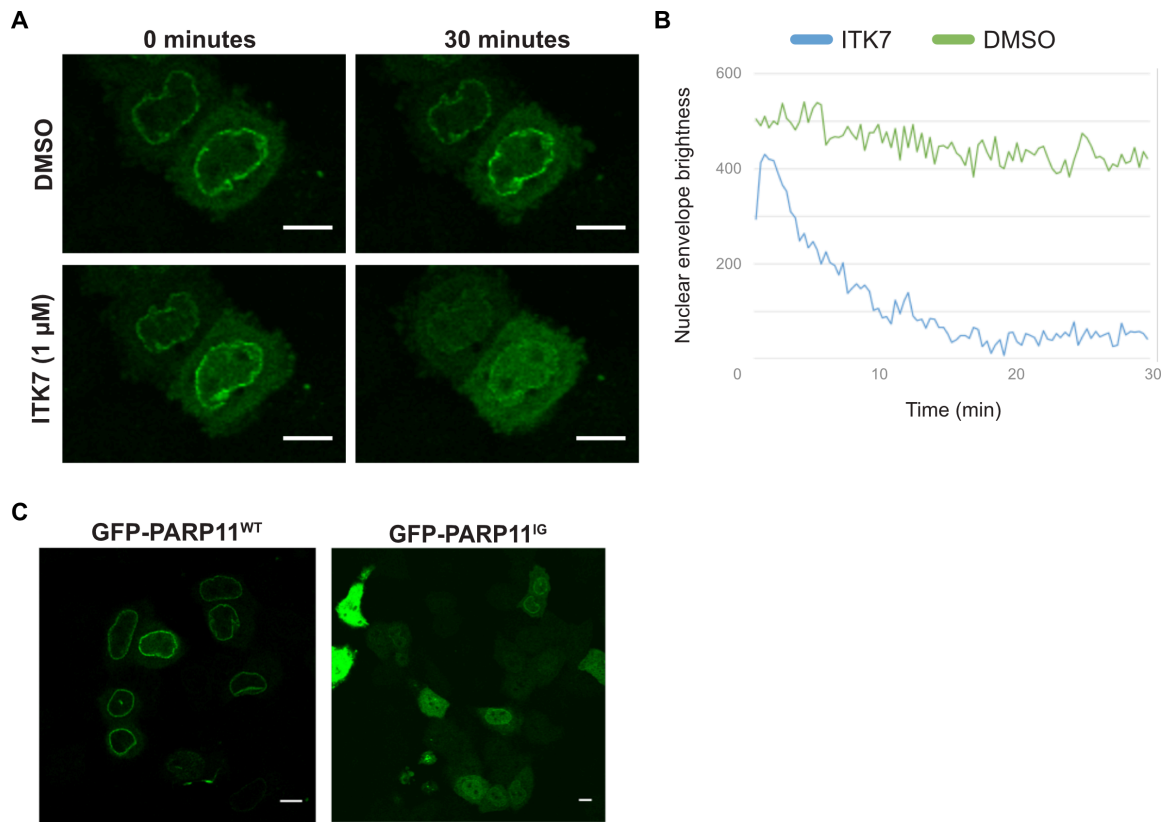 A
0 minutes
30 minutes
DMSO
ITK7 (1 µM)
B
ITK7
DMSO
Nuclear envelope brightness
600
400
200
0
10
20
30
Time (min)
C
GFP-PARP11WT
GFP-PARP11IG